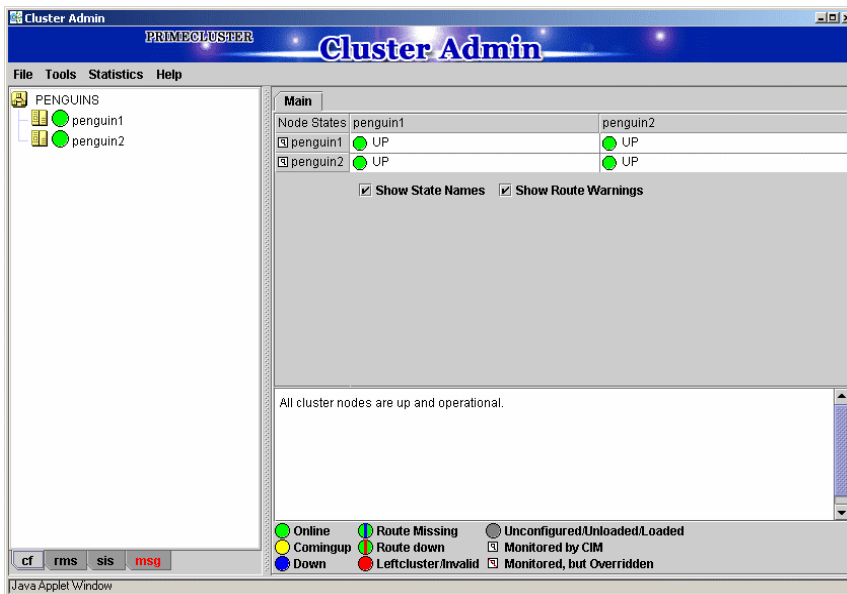 Cluster Admin
PRIMECLUSTER
Cluster Admin
File Tools Statistics Help
PENGUINS
penguin1
penguin2
Main
Node States penguin1 penguin2
penguin1 UP UP
penguin2 UP UP
Show State Names Show Route Warnings
All cluster nodes are up and operational.
Online Route Missing Unconfigured/Unloaded/Loaded
Comingup Route down Monitored by CIM
Down Leftcluster/Invalid Monitored, but Overridden
cf rms sis msg
Java Applet Window